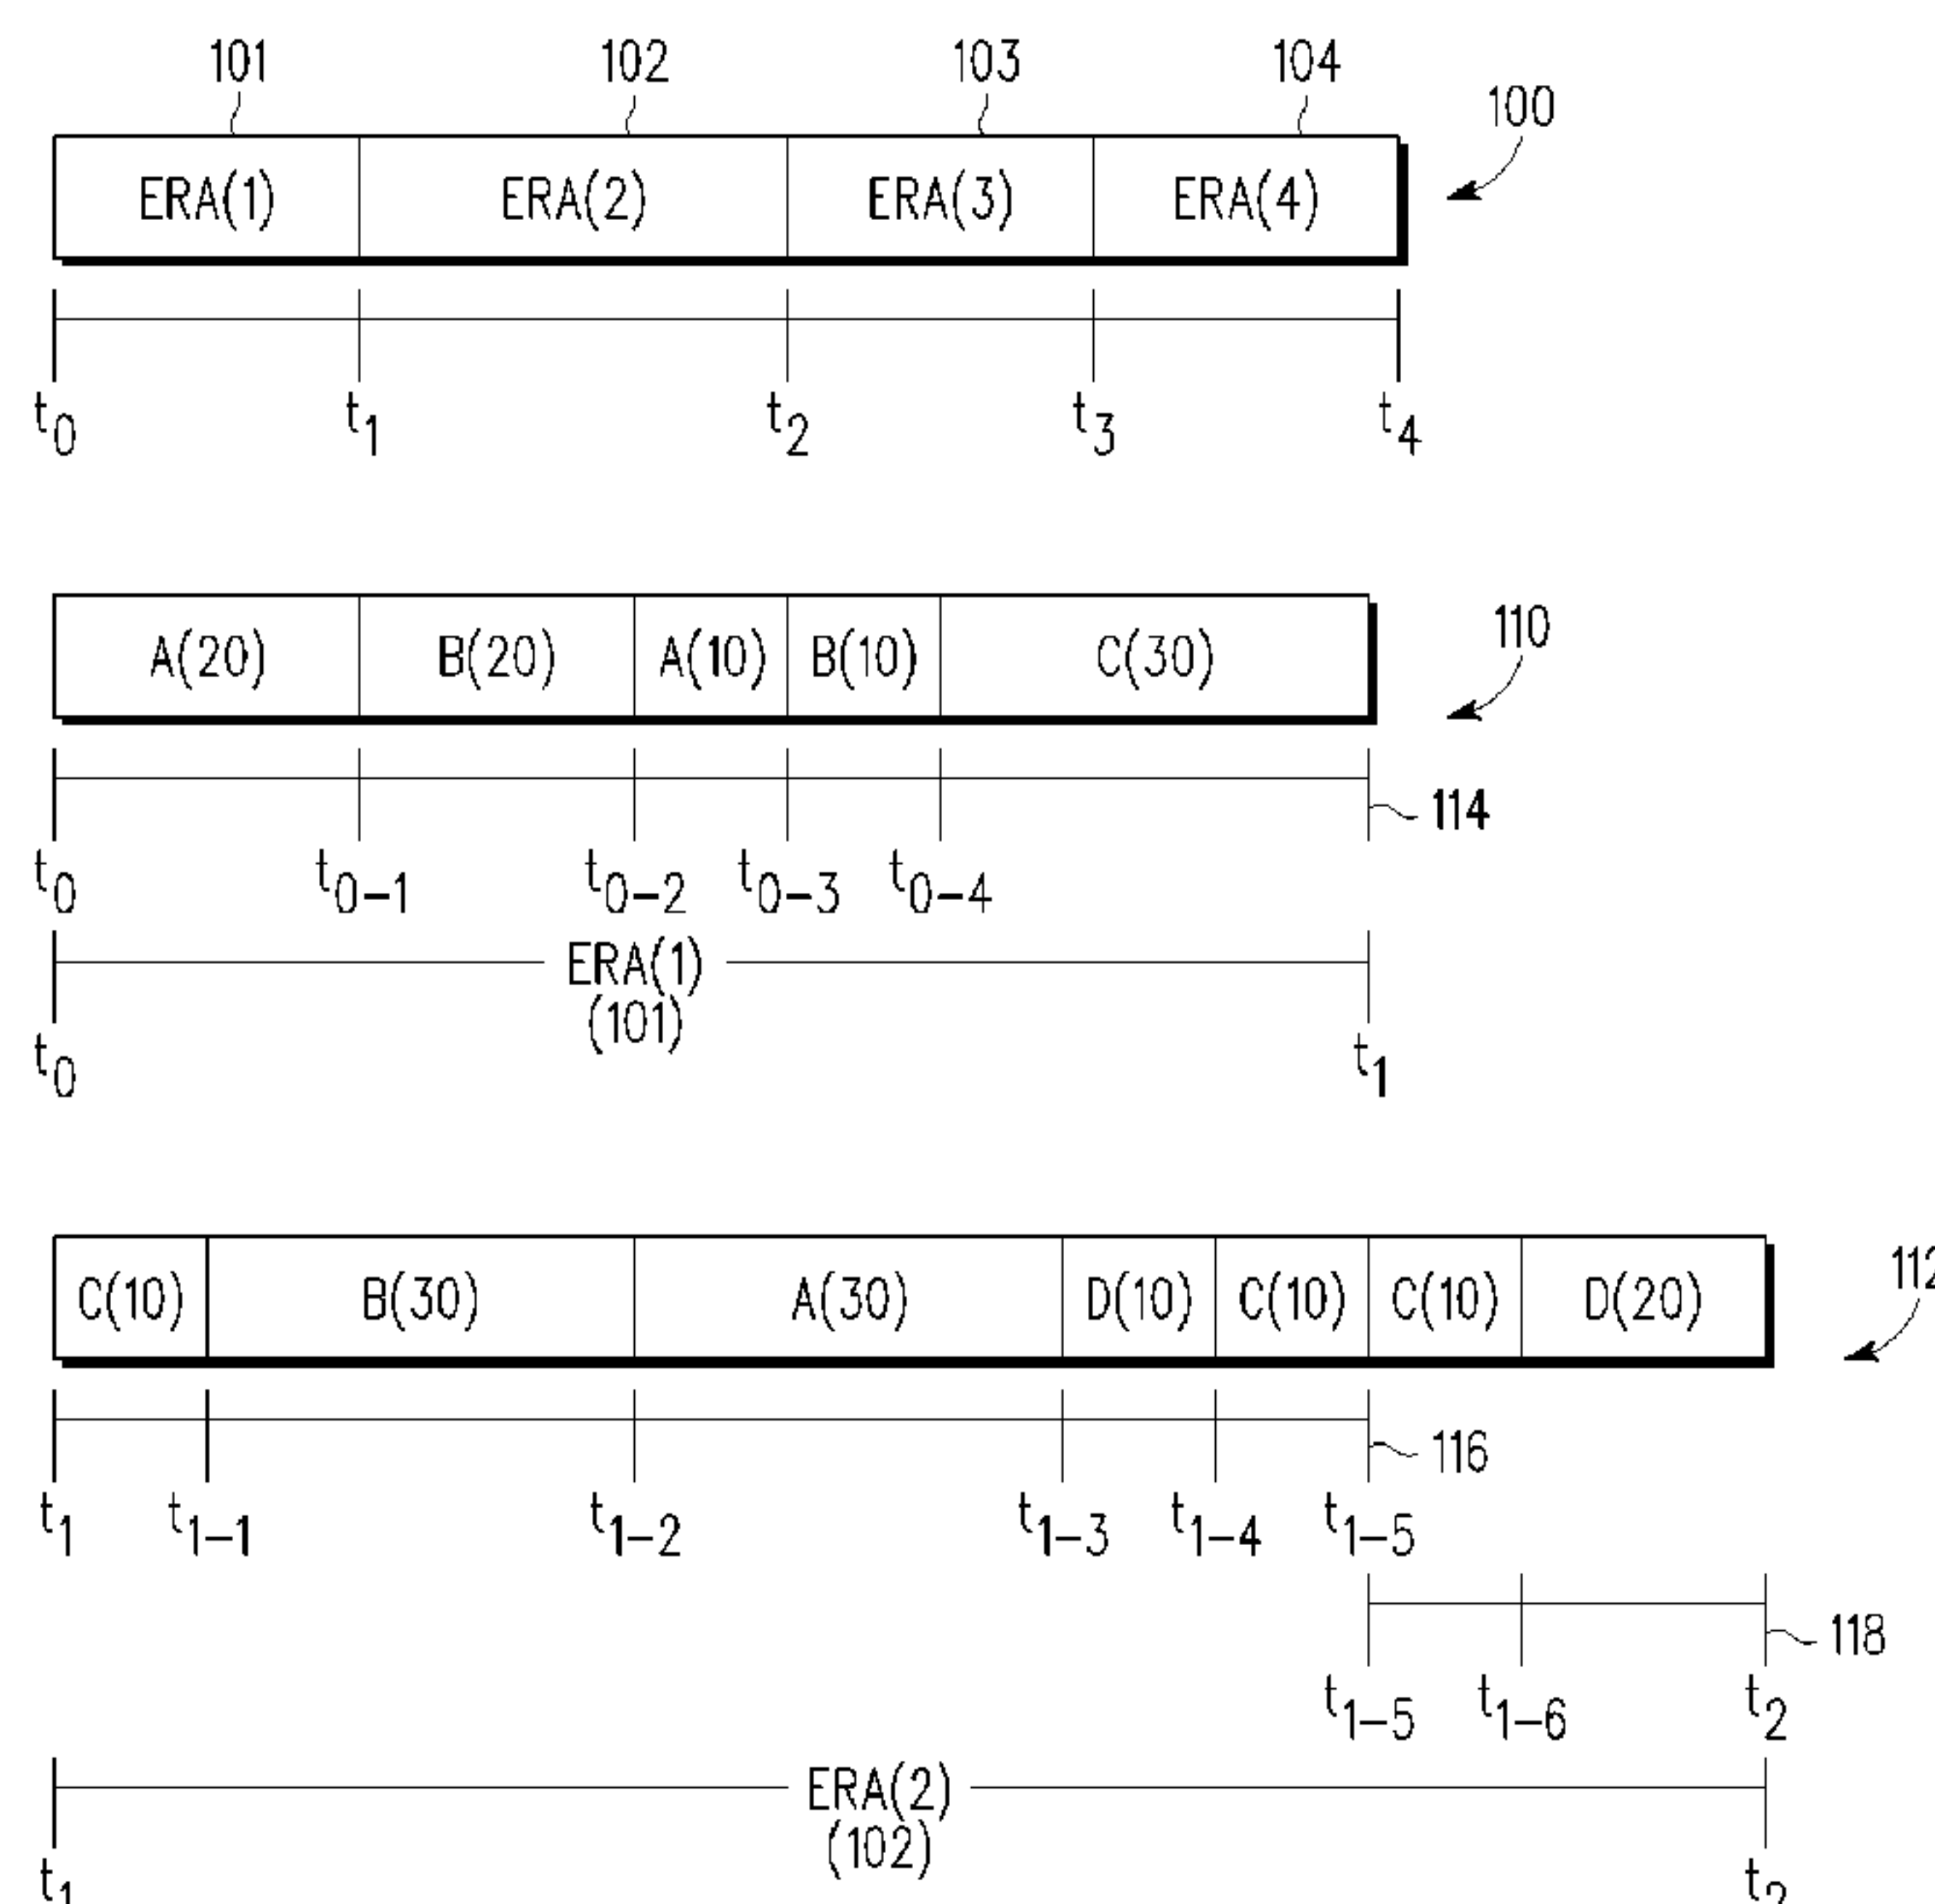 101 102 103 104
100
ERA(1) ERA(2) ERA(3) ERA(4)
t0 t1 t2 t3 t4
110
A(20) B(20) A(10) B(10) C(30)
114
t0 t0-1 t0-2 t0-3 t0-4
ERA(1)
(101)
t0 t1
112
C(10) B(30) A(30) D(10) C(10) C(10) D(20)
116
t1 t1-1 t1-2 t1-3 t1-4 t1-5
118
t1-5 t1-6 t2
ERA(2)
(102)
t1 t2